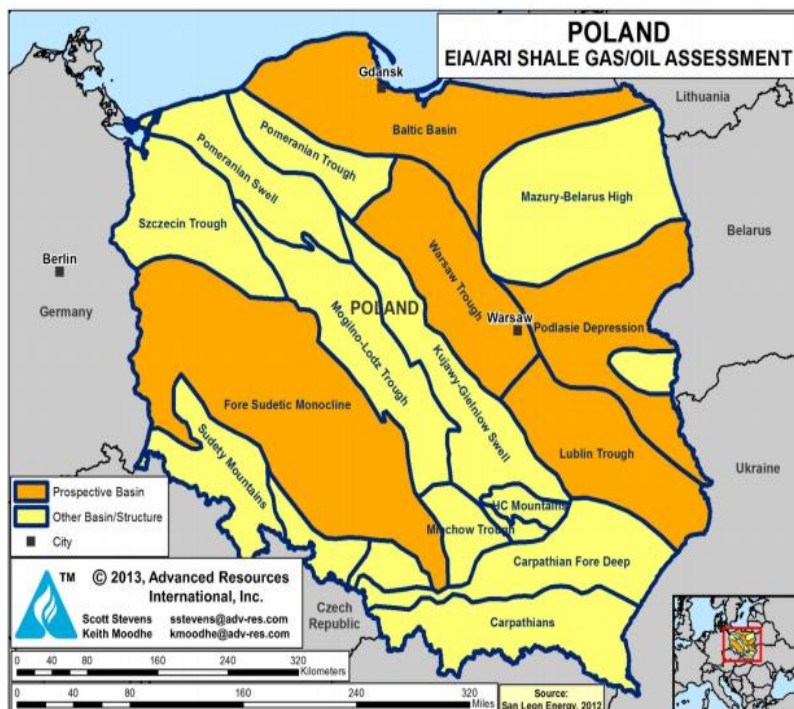 POLAND
EIA/ARI SHALE GAS/OIL ASSESSMENT
Gdansk
Lithuania
Baltic Basin
Pomeranian Trough
Pomeranian Swell
Mazury-Belarus High
Szczecin Trough
Belarus
Berlin
Warsaw Trough
Germany
POLAND
Warsaw
Podlasie Depression
Mogilno-Lodz Trough
Kujawy-Gielniow Swell
Fore Sudetic Monocline
Sudety Mountains
Lublin Trough
Ukraine
Prospective Basin
Other Basin/Structure
City
HC Mountains
Miechow Trough
Carpathian Fore Deep
TM
© 2013, Advanced Resources
International, Inc.
Scott Stevens sstevens@adv-res.com
Keith Moodhe kmoodhe@adv-res.com
Czech
Republic
Carpathians
0 40 80 160 240 320
Kilometers
0 40 80 160 240 320
Miles
Source:
San Leon Energy, 2012